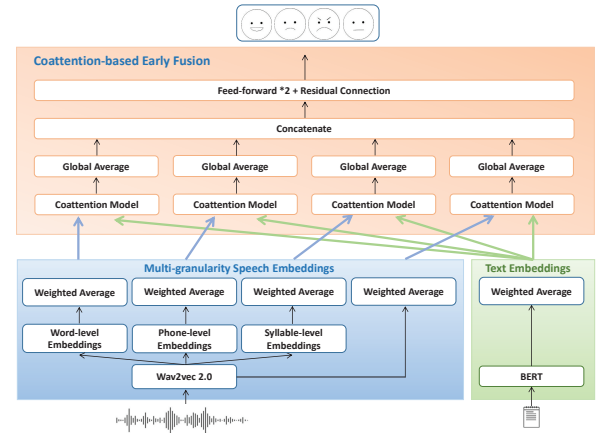 Coattention-based Early Fusion
Feed-forward *2 + Residual Connection
Concatenate
Global Average Global Average Global Average Global Average
Coattention Model Coattention Model Coattention Model Coattention Model
Multi-granularity Speech Embeddings
Text Embeddings
Weighted Average Weighted Average Weighted Average Weighted Average Weighted Average
Word-level
Embeddings
Phone-level
Embeddings
Syllable-level
Embeddings
Wav2vec 2.0
BERT